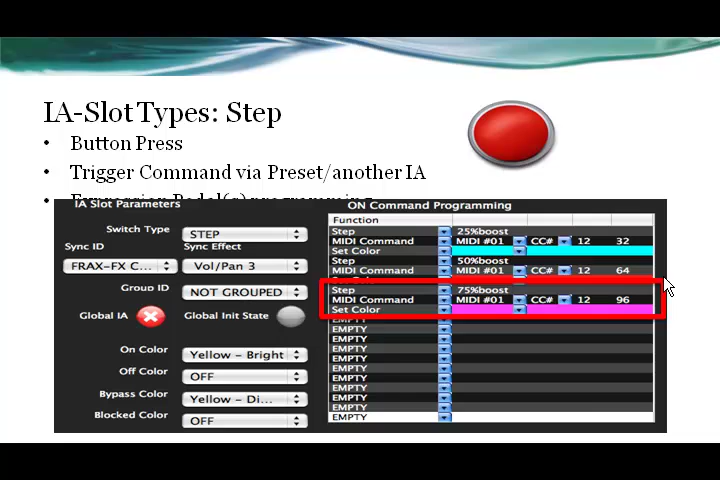 IA-Slot Types: Step
• Button Press
• Trigger Command via Preset/another IA
IA Slot Parameters
Switch Type STEP
Sync ID Sync Effect
FRAX-FX C... Vol/Pan 3
Group ID NOT GROUPED
Global IA Global Init State
On Color Yellow - Bright
Off Color OFF
Bypass Color Yellow - Di...
Blocked Color OFF
ON Command Programming
Function
Step 25%boost
MIDI Command MIDI #01 CC# 12 32
Set Color
Step 50%boost
MIDI Command MIDI #01 CC# 12 64
Step 75%boost
MIDI Command MIDI #01 CC# 12 96
Set Color
EMPTY
EMPTY
EMPTY
EMPTY
EMPTY
EMPTY
EMPTY
EMPTY
EMPTY
EMPTY
EMPTY